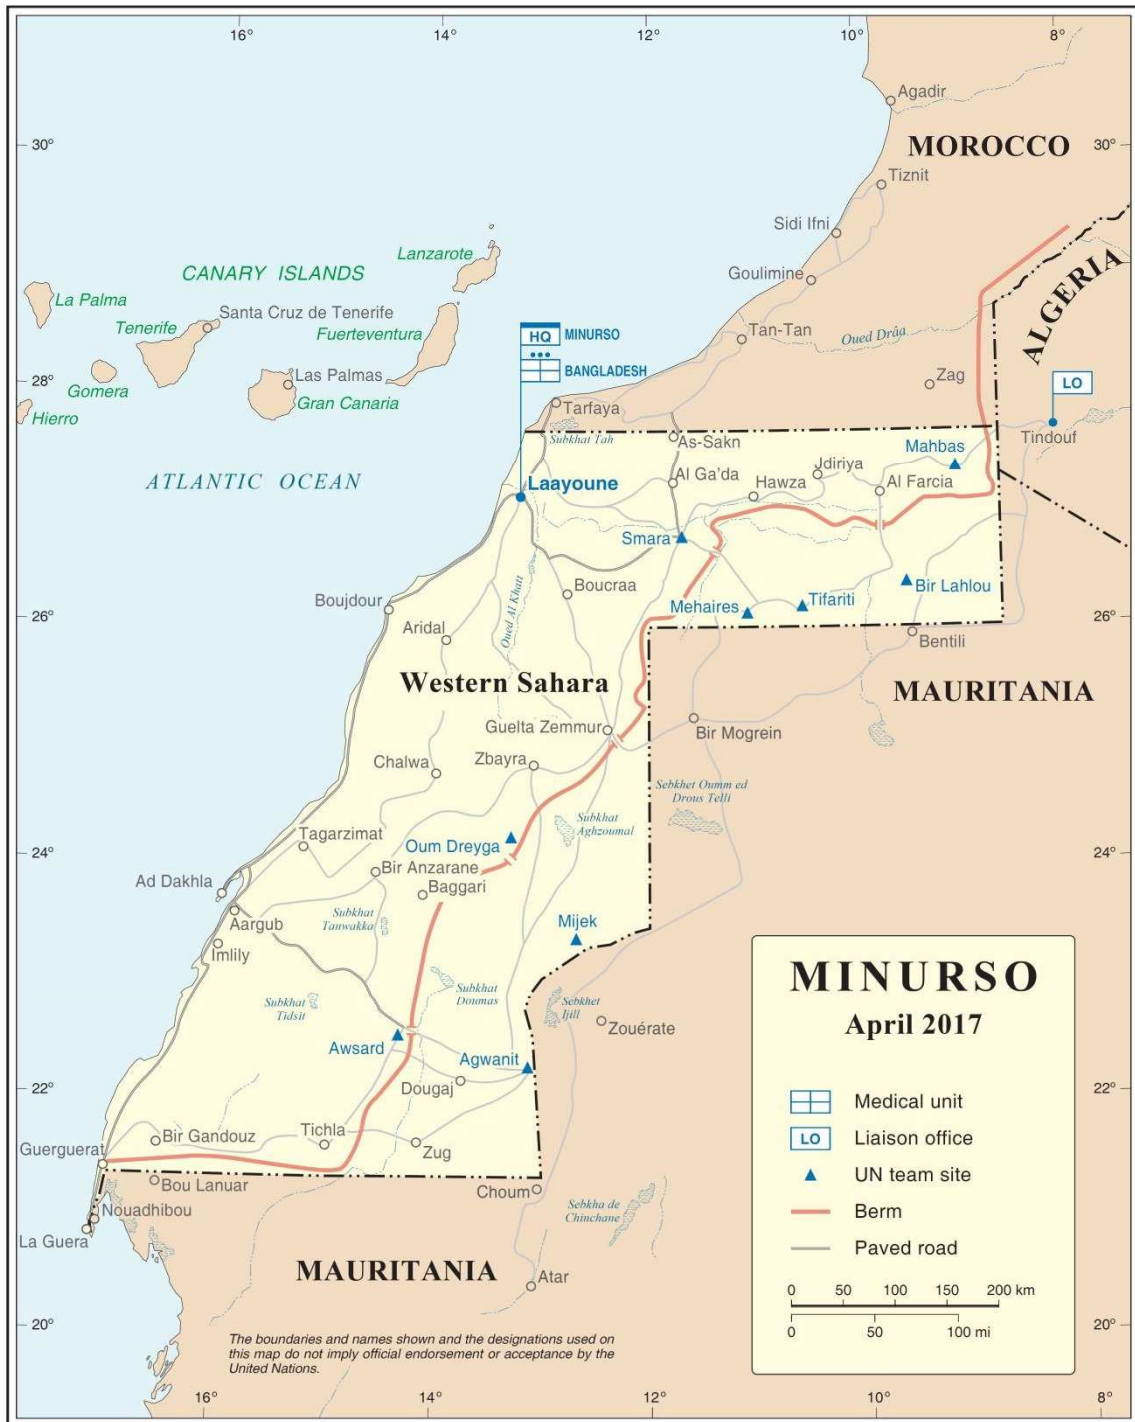 16°
14°
12°
10°
8°
Agadir
30°
MOROCCO
30°
Tiznit
Sidi Ifni
Lanzarote
CANARY ISLANDS
Goulimine
ALGERIA
La Palma
Santa Cruz de Tenerife
Tenerife
Fuerteventura
HQ MINURSO
Tan-Tan
Oued Drâa
BANGLADESH
28°
Las Palmas
Zag
LO
28°
Gomera
Gran Canaria
Hierro
Tarfaya
Subkhat Tah
As-Sakn
Mahbas
Tindouf
ATLANTIC OCEAN
Laayoune
Al Ga'da
Jdiriya
Hawza
Al Farcia
Smara
Oued Al Khatt
Boucraa
Bir Lahlou
Boujdour
Mehaires
Tifariti
26°
26°
Aridal
Bentili
Western Sahara
MAURITANIA
Guelta Zemmur
Bir Mogrein
Chalwa
Zbayra
Sebkhet Oumm ed
Drous Telli
Subkhat
Aghzoumal
Tagarzimat
Oum Dreyga
24°
24°
Bir Anzarane
Ad Dakhla
Baggari
Aargub
Subkhat
Tanwakka
Mijek
Imlily
Subkhat
Doumas
Subkhat
Tidsit
Sebkhet
Ijill
Zouérate
Awsard
Agwanit
22°
22°
Dougaj
Bir Gandouz
Tichla
Zug
Guerguerat
Bou Lanuar
Choum
Nouadhibou
Sebkha de
Chinchane
La Guera
MAURITANIA
Atar
20°
20°
The boundaries and names shown and the designations used on
this map do not imply official endorsement or acceptance by the
United Nations.
16°
14°
12°
10°
8°
MINURSO
April 2017
Medical unit
LO Liaison office
UN team site
Berm
Paved road
0 50 100 150 200 km
0 50 100 mi